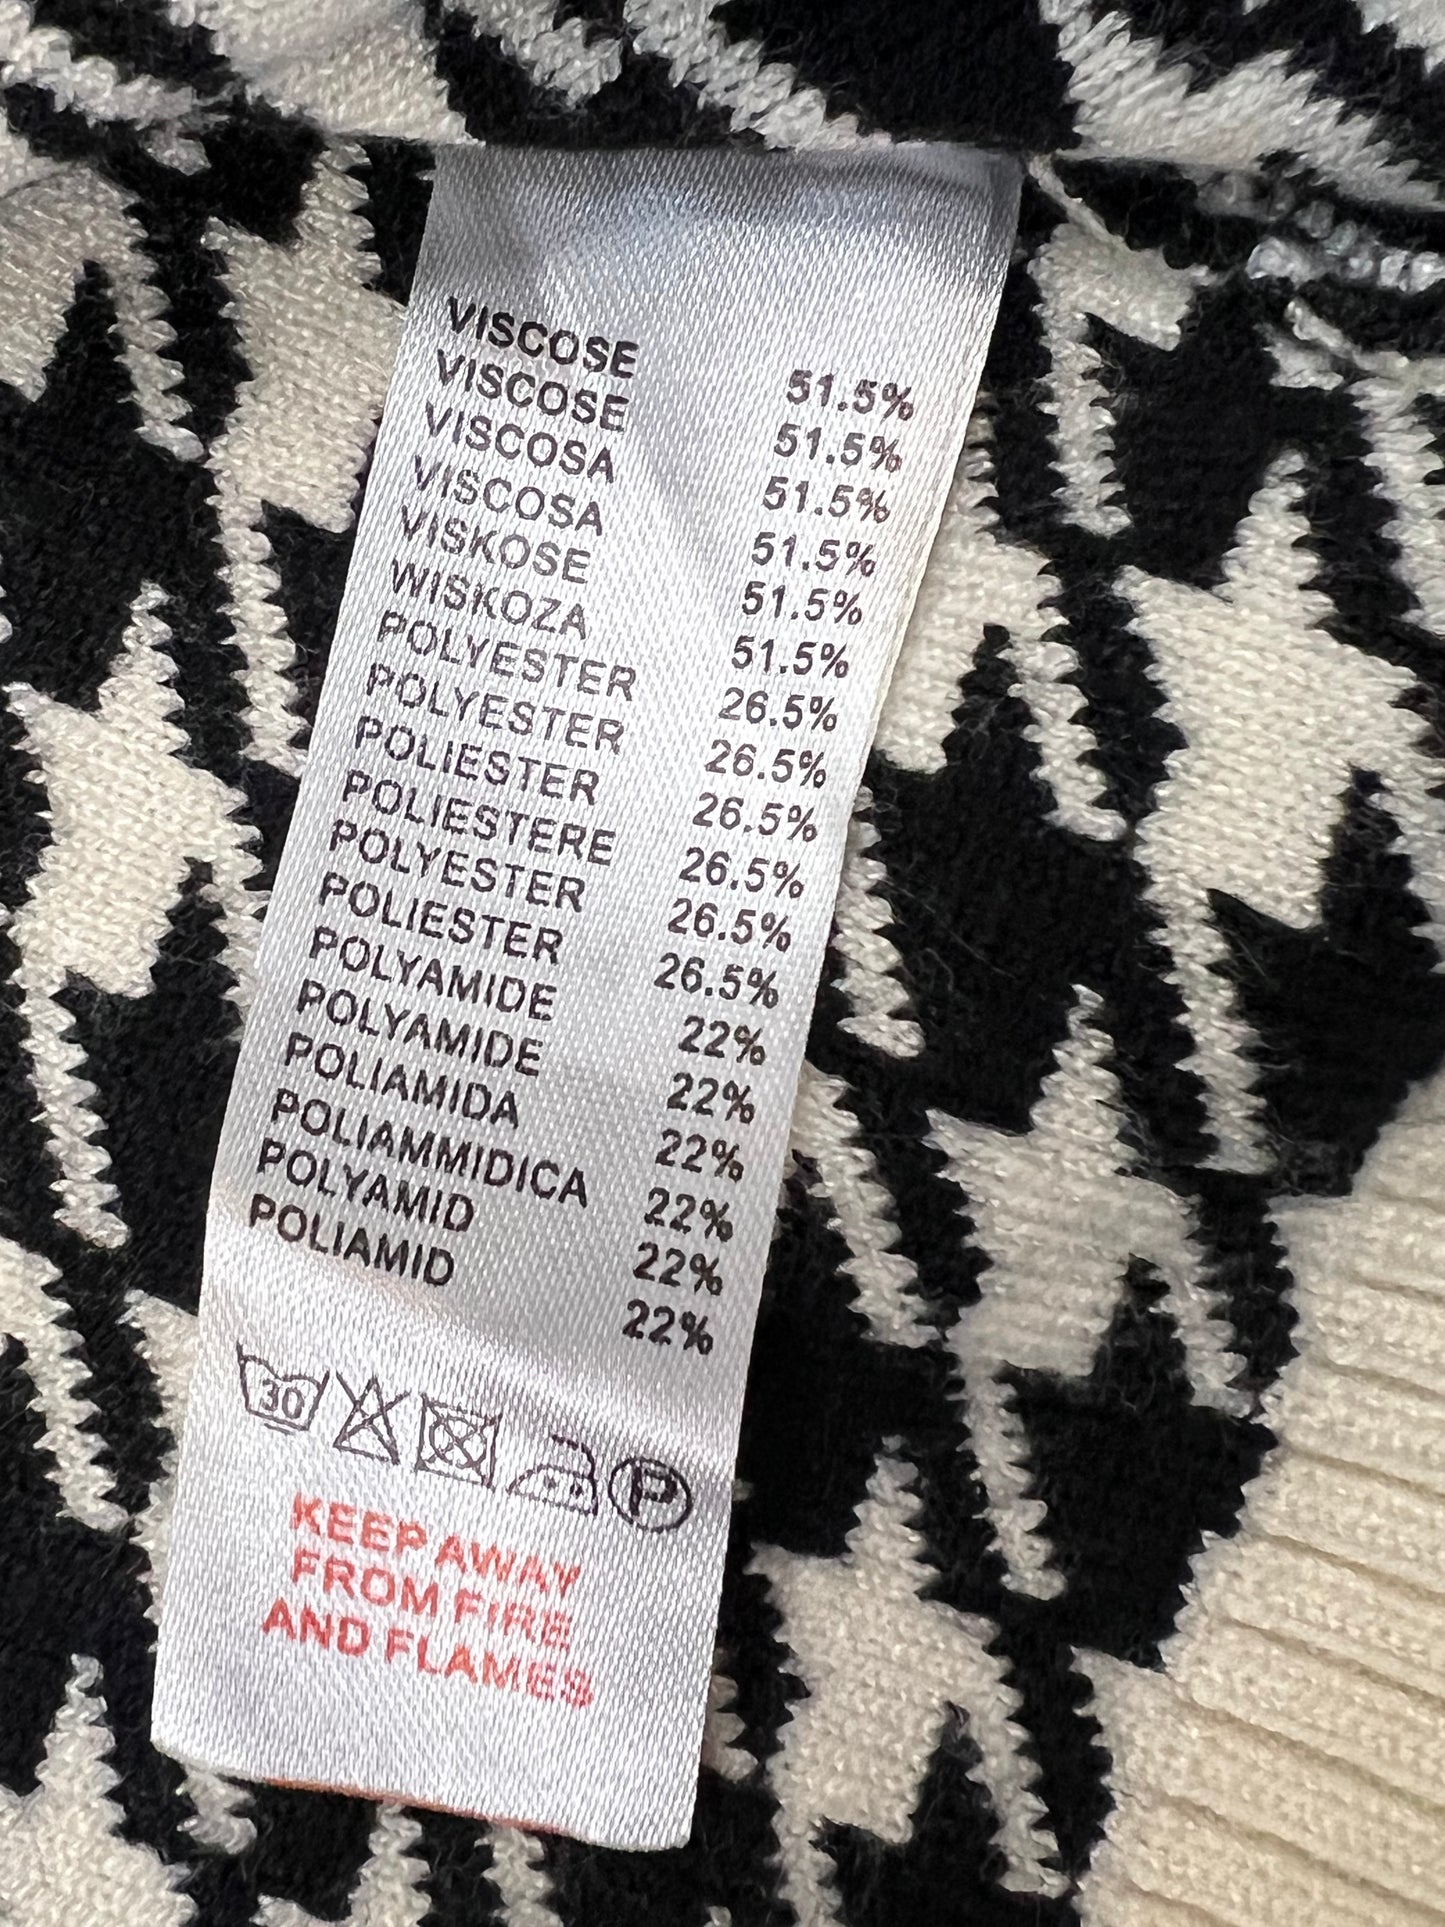 VISCOSE 51.5%
VISCOSE 51.5%
VISCOSA 51.5%
VISCOSA 51.5%
VISKOSE 51.5%
WISKOZA 51.5%
POLYESTER 26.5%
POLYESTER 26.5%
POLIESTER 26.5%
POLIESTERE 26.5%
POLYESTER 26.5%
POLIESTER 26.5%
POLYAMIDE 22%
POLYAMIDE 22%
POLIAMIDA 22%
POLIAMMIDICA 22%
POLYAMID 22%
POLIAMID 22%
30 P
KEEP AWAY
FROM FIRE
AND FLAMES